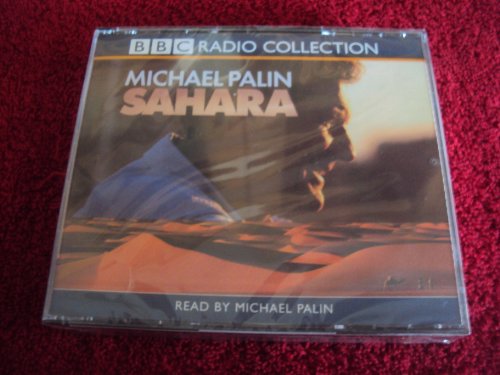 BBC RADIO COLLECTION
MICHAEL PALIN
SAHARA
READ BY MICHAEL PALIN